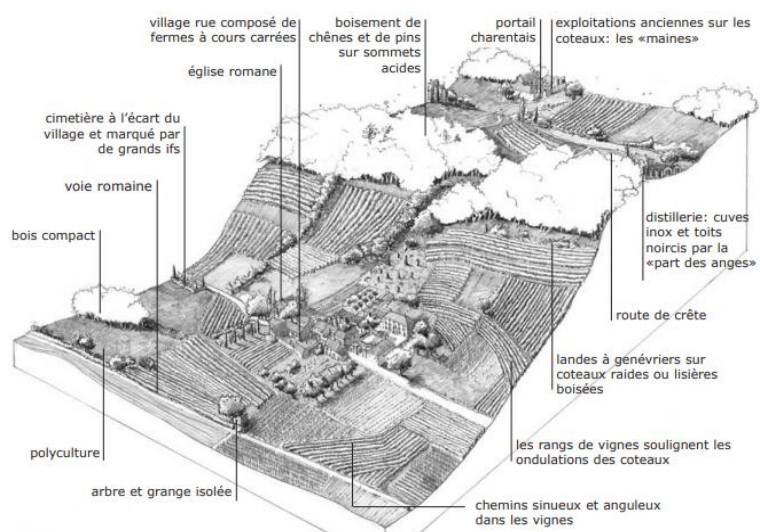 village rue composé de
fermes à cours carrées
boisement de
chênes et de pins
sur sommets
acides
portail
charentais
exploitations anciennes sur les
coteaux: les «maines»
église romane
cimetière à l'écart du
village et marqué par
de grands ifs
voie romaine
bois compact
distillerie: cuves
inox et toits
noircis par la
«part des anges»
route de crête
landes à genévriers sur
coteaux raides ou lisières
boisées
les rangs de vignes soulignent les
ondulations des coteaux
polyculture
arbre et grange isolée
chemins sinueux et anguleux
dans les vignes